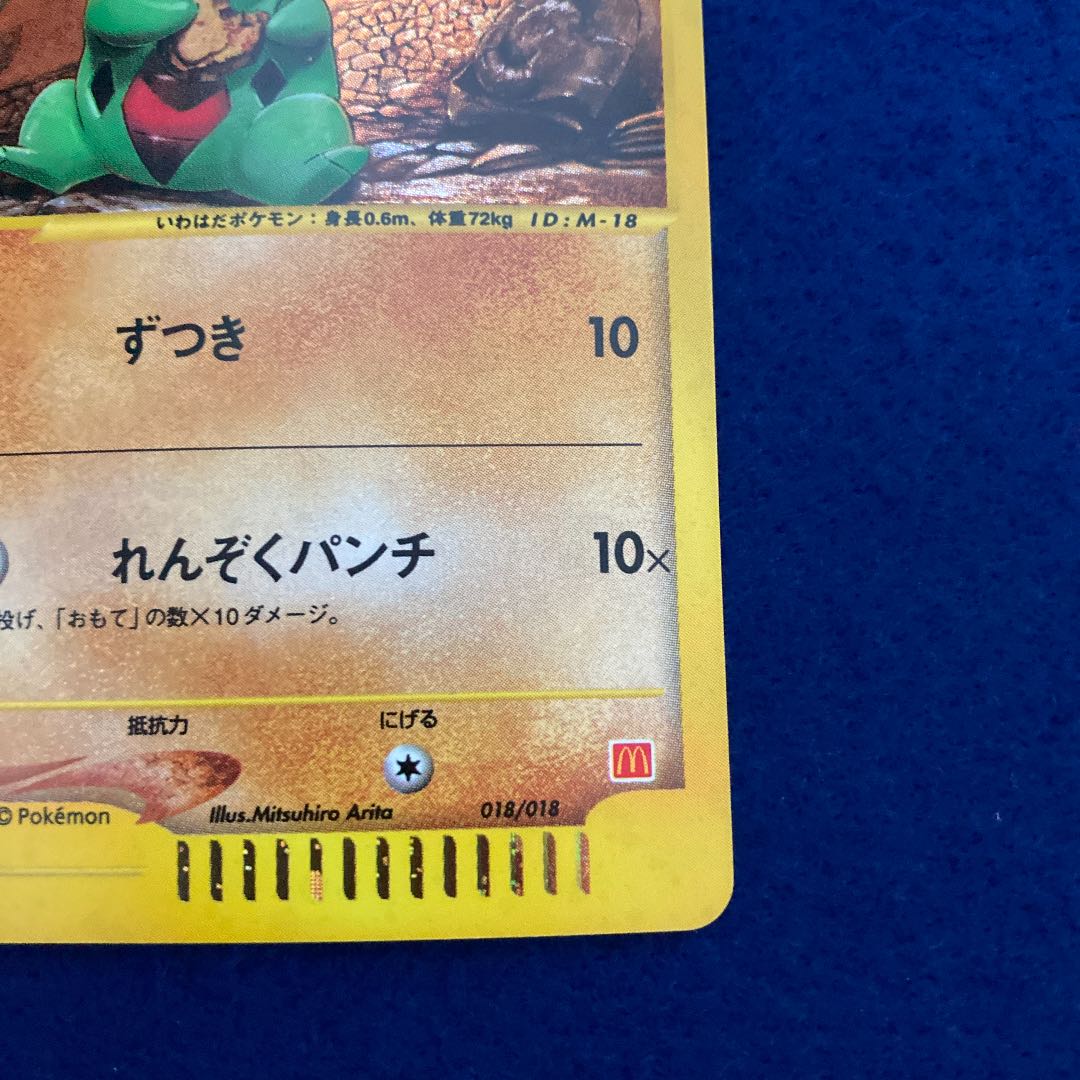 いわはだポケモン：身長0.6m、体重72kg ID:M-18
ずつき 10
れんぞくパンチ 10×
投げ、「おもて」の数×10ダメージ。
抵抗力 にげる
© Pokémon Illus.Mitsuhiro Arita 018/018